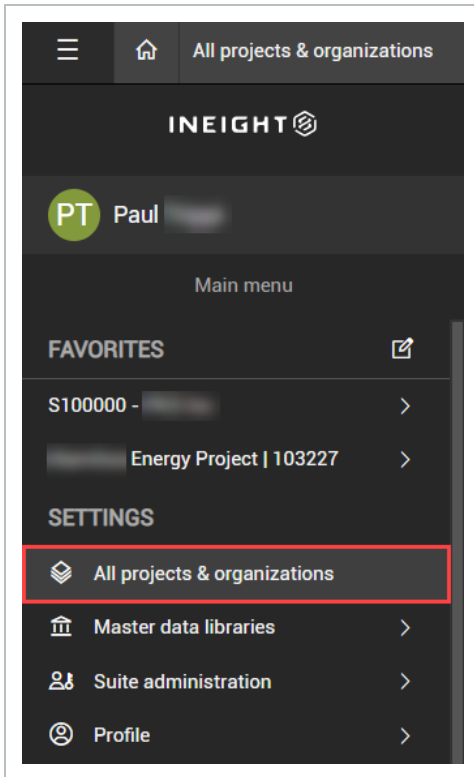 All projects & organizations
INEIGHT
PT Paul
Main menu
FAVORITES
S100000 -
Energy Project | 103227
SETTINGS
All projects & organizations
Master data libraries
Suite administration
Profile